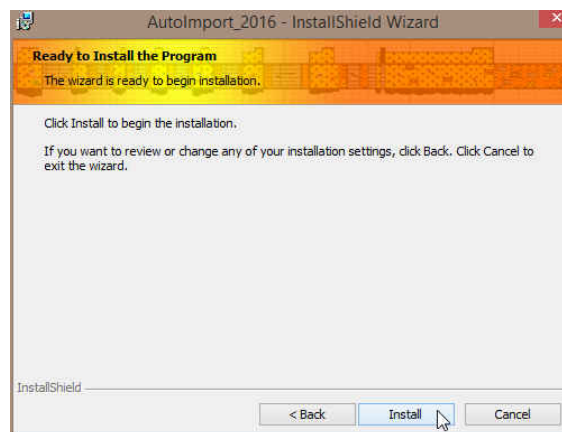 AutoImport_2016 - InstallShield Wizard
Ready to Install the Program
The wizard is ready to begin installation.
Click Install to begin the installation.
If you want to review or change any of your installation settings, click Back. Click Cancel to
exit the wizard.
InstallShield
< Back Install Cancel